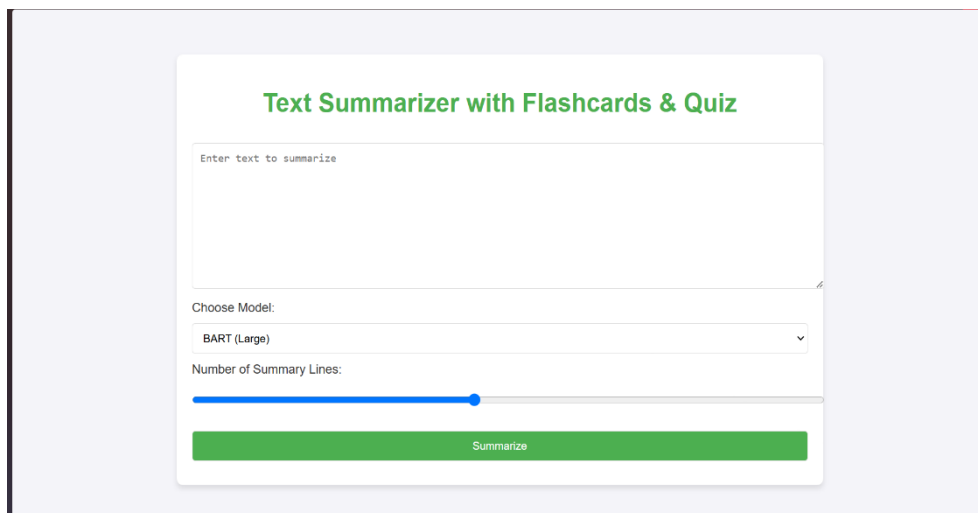 Text Summarizer with Flashcards & Quiz
Enter text to summarize
Choose Model:
BART (Large)
Number of Summary Lines:
Summarize